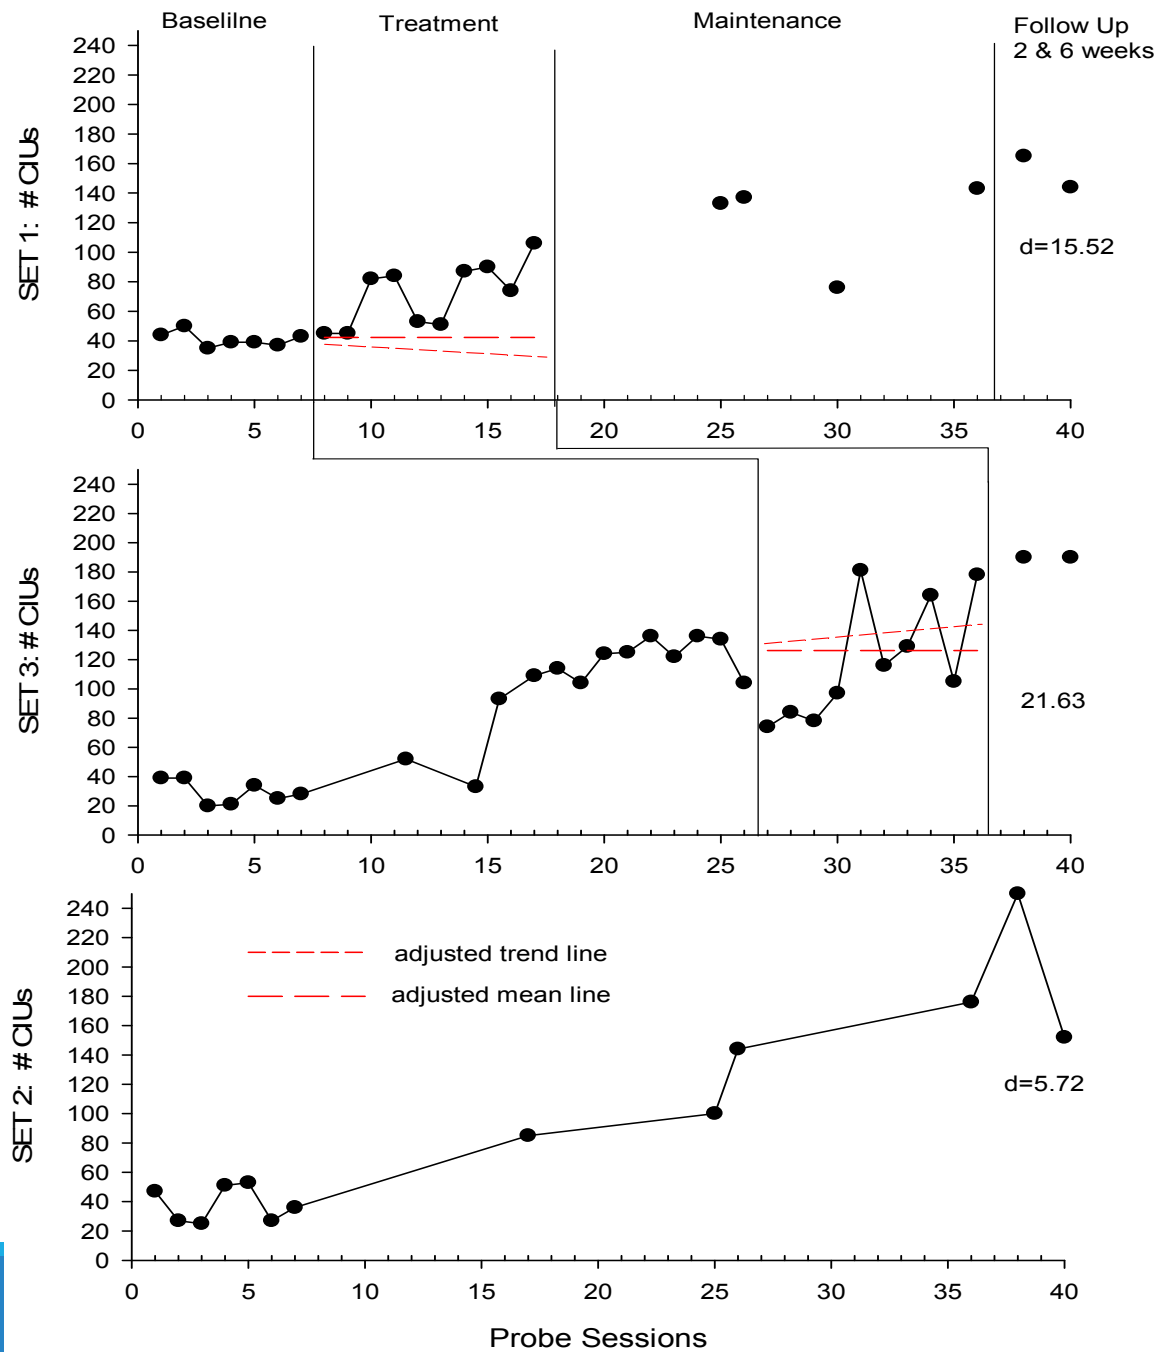 Baselilne
Treatment
Maintenance
Follow Up
2 & 6 weeks
SET 1: # CIUs
240
220
200
180
160
140
120
100
80
60
40
20
0
d=15.52
0 5 10 15 20 25 30 35 40
SET 3: # CIUs
240
220
200
180
160
140
120
100
80
60
40
20
0
21.63
0 5 10 15 20 25 30 35 40
SET 2: # CIUs
240
220
200
180
160
140
120
100
80
60
40
20
0
adjusted trend line
adjusted mean line
d=5.72
0 5 10 15 20 25 30 35 40
Probe Sessions